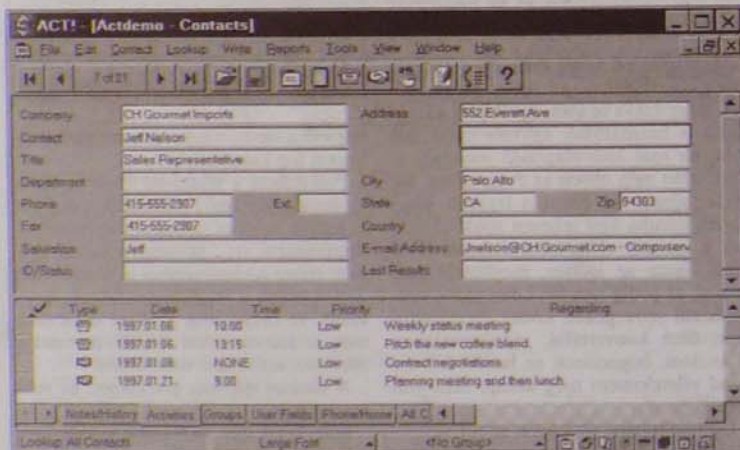 ACT! - [Actdemo - Contacts]
File Edit Contact Lookup Write Reports Tools View Window Help
7 of 21
Company CH Gourmet Imports
Contact Jeff Nelson
Title Sales Representative
Department
Phone 415-555-2907 Ext.
Fax 415-555-2907
Salutation Jeff
ID/Status
Address 552 Everett Ave
City Palo Alto
State CA Zip 94303
Country
E-mail Address Jnelson@CH.Gourmet.com - Compuserv
Last Results
Type Date Time Priority Regarding
1997.01.06. 10:00 Low Weekly status meeting
1997.01.06. 13:15 Low Pitch the new coffee blend.
1997.01.08. NONE Low Contract negotiations.
1997.01.21. 9:00 Low Planning meeting and then lunch.
Notes/History Activities Groups User Fields Phone/Home Alt C
Lookup: All Contacts Large Font <No Group>